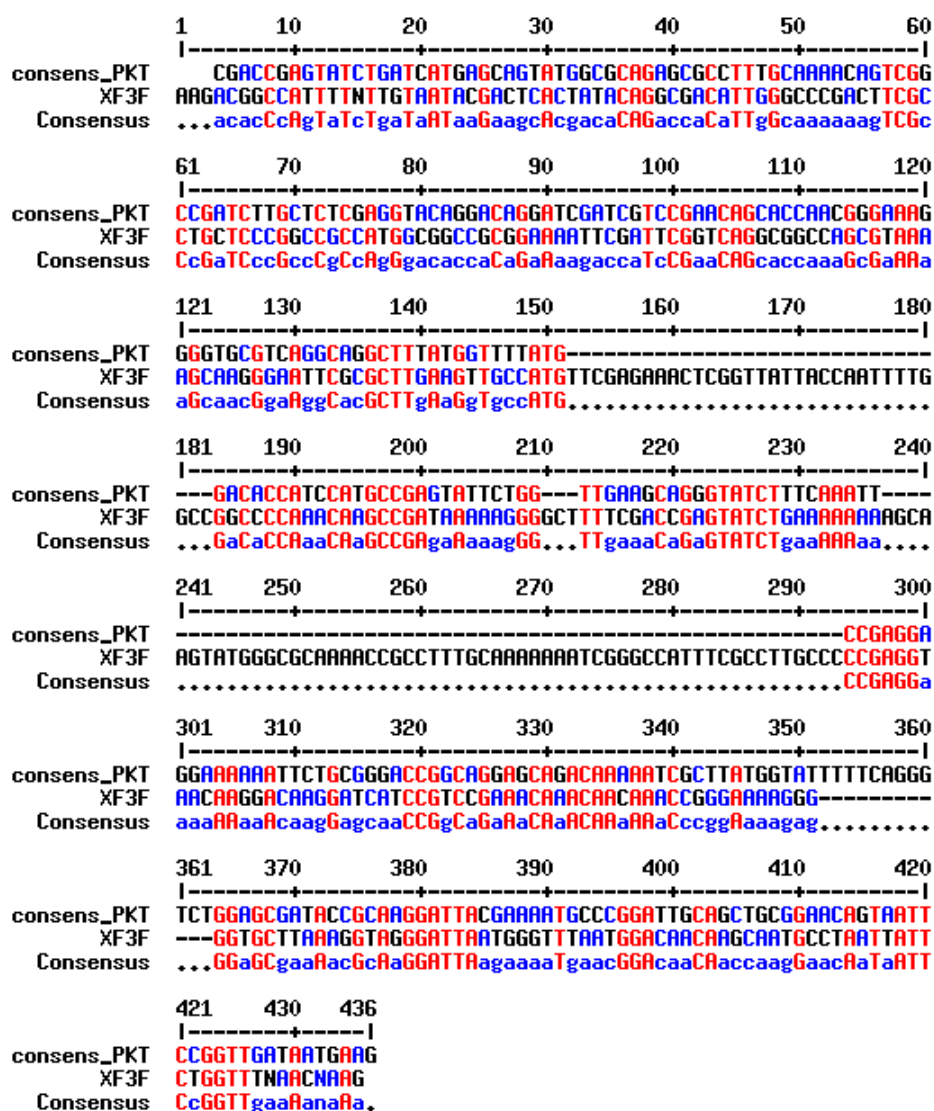 1        10        20        30        40        50        60
|--------+---------+---------+---------+---------+---------|
consens_PKT    CGACCGAGTATCTGATCATGAGCAGTATGGCGCAGAGCGCCTTTGCAAAACAGTCGG
XF3F AAGACGGCCATTTTNTTGTAATACGACTCACTATACAGGCGACATTGGGCCCGACTTCGC
Consensus ...acacCcAgTaTcTgaTaATaaGaagcAcgacaCAGaccaCaTTgGcaaaaaagTCGc
61       70        80        90       100       110       120
|--------+---------+---------+---------+---------+---------|
consens_PKT CCGATCTTGCTCTCGAGGTACAGGACAGGATCGATCGTCCGAACAGCACCAACGGGAAAG
XF3F CTGCTCCCGGCCGCCATGGCGGCCGCGGAAAATTCGATTCGGTCAGGCGGCCAGCGTAAA
Consensus CcGaTCccGccCgCcAgGgacaccaCaGaAaagaccaTcCGaaCAGcaccaaaGcGaAAa
121      130       140       150       160       170       180
|--------+---------+---------+---------+---------+---------|
consens_PKT GGGTGCGTCAGGCAGGCTTTATGGTTTTATG-----------------------------
XF3F AGCAAGGGAATTCGCGCTTGAAGTTGCCATGTTCGAGAAACTCGGTTATTACCAATTTTG
Consensus aGcaacGgaAggCacGCTTgAaGgTgccATG.............................
181      190       200       210       220       230       240
|--------+---------+---------+---------+---------+---------|
consens_PKT ---GACACCATCCATGCCGAGTATTCTGG---TTGAAGCAGGGTATCTTTCAAATT----
XF3F GCCGGCCCCAAACAAGCCGATAAAAAGGGGCTTTTCGACCGAGTATCTGAAAAAAAAGCA
Consensus ...GaCaCCAaaCAaGCCGAgaAaaagGG...TTgaaaCaGaGTATCTgaaAAAaa....
241      250       260       270       280       290       300
|--------+---------+---------+---------+---------+---------|
consens_PKT -----------------------------------------------------CCGAGGA
XF3F AGTATGGGCGCAAAACCGCCTTTGCAAAAAAATCGGGCCATTTCGCCTTGCCCCCGAGGT
Consensus .....................................................CCGAGGa
301      310       320       330       340       350       360
|--------+---------+---------+---------+---------+---------|
consens_PKT GGAAAAAATTCTGCGGGACCGGCAGGAGCAGACAAAAATCGCTTATGGTATTTTTCAGGG
XF3F AACAAGGACAAGGATCATCCGTCCGAAACAAACAACAAACCGGGAAAAGGG---------
Consensus aaaAAaaAcaagGagcaaCCGgCaGaAaCAaACAAaAAaCccggAaaagag.........
361      370       380       390       400       410       420
|--------+---------+---------+---------+---------+---------|
consens_PKT TCTGGAGCGATACCGCAAGGATTACGAAAATGCCCGGATTGCAGCTGCGGAACAGTAATT
XF3F ---GGTGCTTAAAGGTAGGGATTAATGGGTTTAATGGACAACAAGCAATGCCTAATTATT
Consensus ...GGaGCgaaAacGcAaGGATTAagaaaaTgaacGGAcaaCAaccaagGaacAaTaATT
421      430   436
|--------+-----|
consens_PKT CCGGTTGATAATGAAG
XF3F CTGGTTTNAACNAAG
Consensus CcGGTTgaaAanaAa.